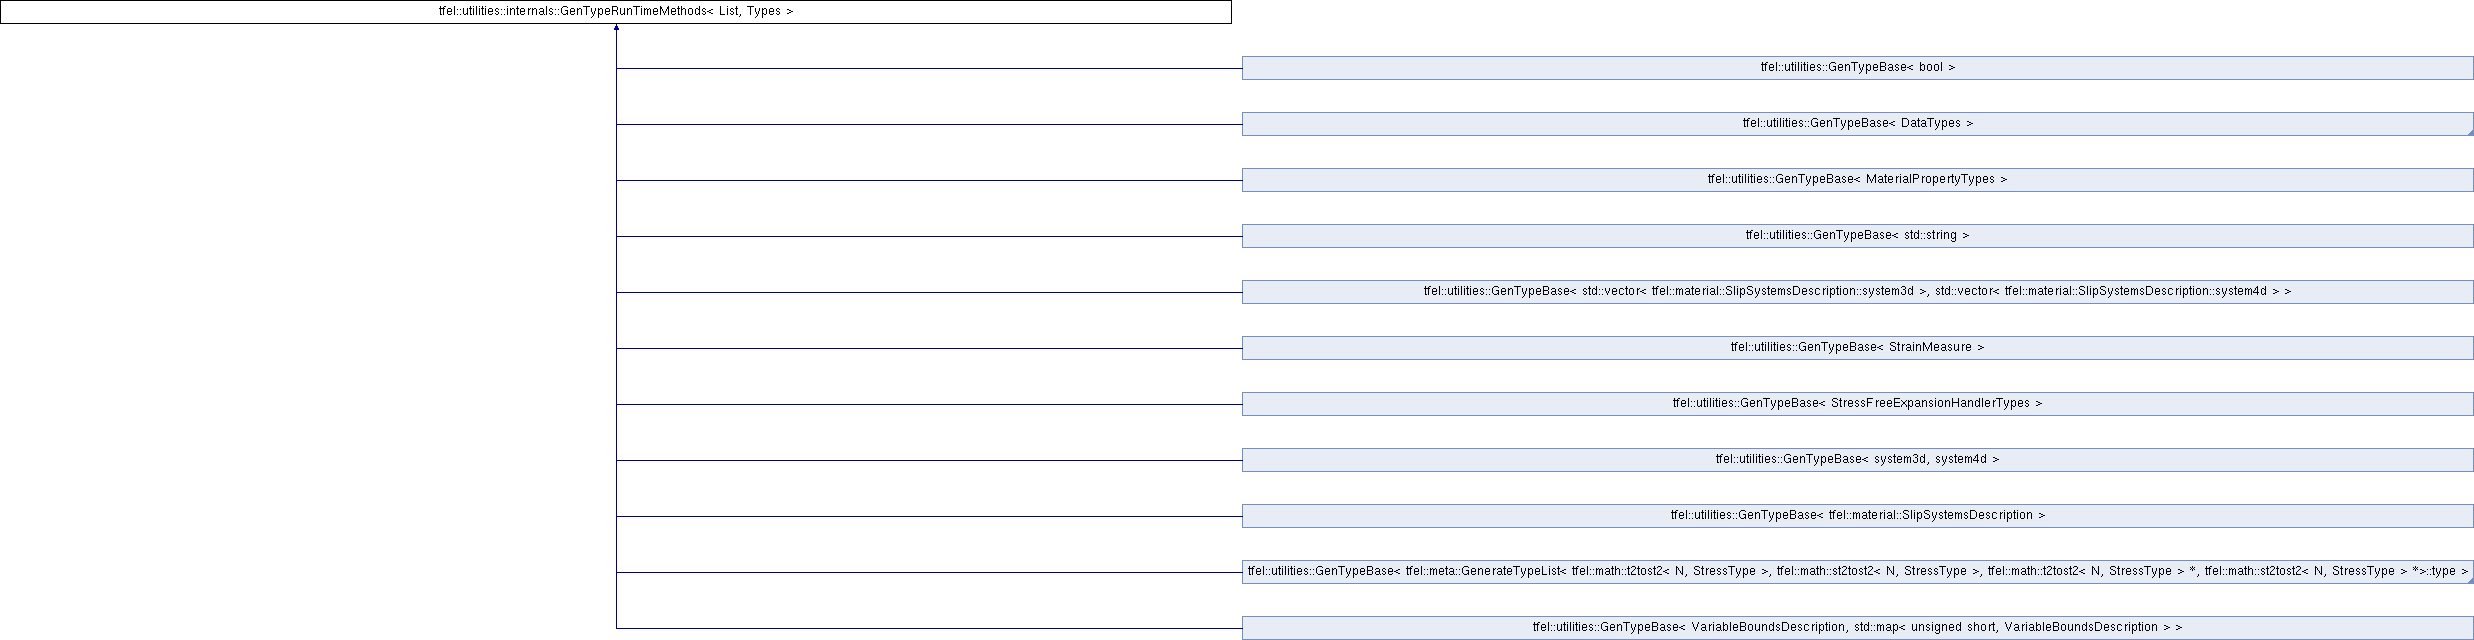 tfel::utilities::internals::GenTypeRunTimeMethods< List, Types >
tfel::utilities::GenTypeBase< bool >
tfel::utilities::GenTypeBase< DataTypes >
tfel::utilities::GenTypeBase< MaterialPropertyTypes >
tfel::utilities::GenTypeBase< std::string >
tfel::utilities::GenTypeBase< std::vector< tfel::material::SlipSystemsDescription::system3d >, std::vector< tfel::material::SlipSystemsDescription::system4d > >
tfel::utilities::GenTypeBase< StrainMeasure >
tfel::utilities::GenTypeBase< StressFreeExpansionHandlerTypes >
tfel::utilities::GenTypeBase< system3d, system4d >
tfel::utilities::GenTypeBase< tfel::material::SlipSystemsDescription >
tfel::utilities::GenTypeBase< tfel::meta::GenerateTypeList< tfel::math::t2tost2< N, StressType >, tfel::math::st2tost2< N, StressType >, tfel::math::t2tost2< N, StressType > *, tfel::math::st2tost2< N, StressType > *>::type >
tfel::utilities::GenTypeBase< VariableBoundsDescription, std::map< unsigned short, VariableBoundsDescription > >